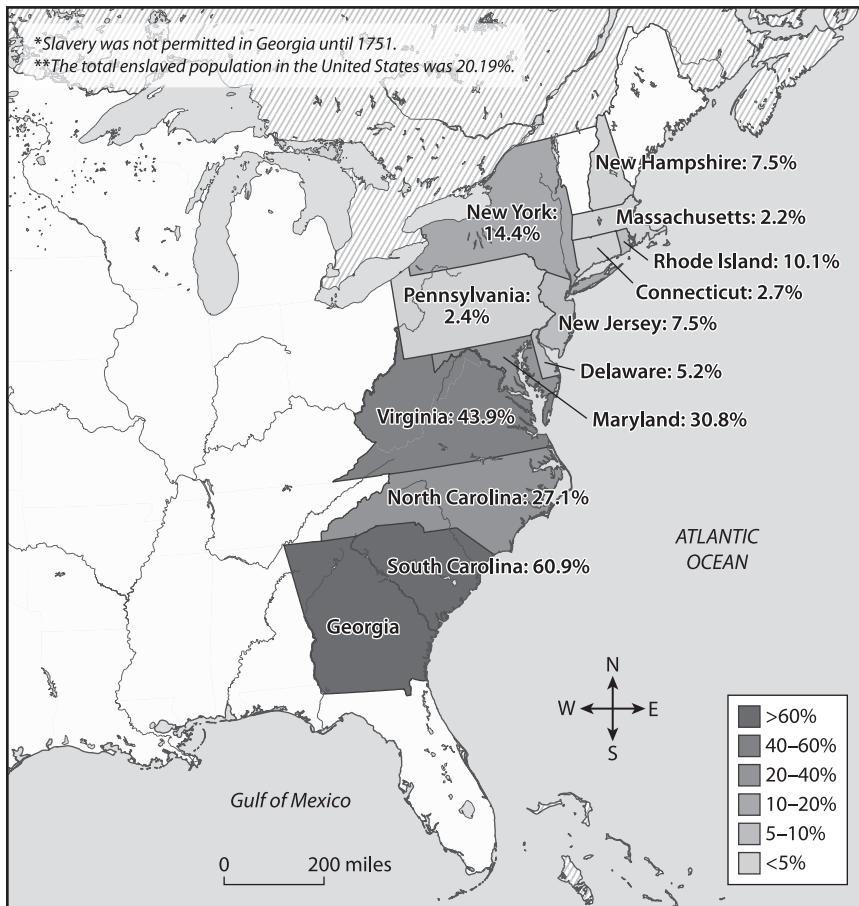 *Slavery was not permitted in Georgia until 1751.
**The total enslaved population in the United States was 20.19%.
New Hampshire: 7.5%
New York:
14.4%
Massachusetts: 2.2%
Rhode Island: 10.1%
Connecticut: 2.7%
Pennsylvania:
2.4%
New Jersey: 7.5%
Delaware: 5.2%
Virginia: 43.9%
Maryland: 30.8%
North Carolina: 27.1%
ATLANTIC
OCEAN
South Carolina: 60.9%
Georgia
N
W E
S
>60%
40–60%
20–40%
10–20%
5–10%
<5%
Gulf of Mexico
0 200 miles